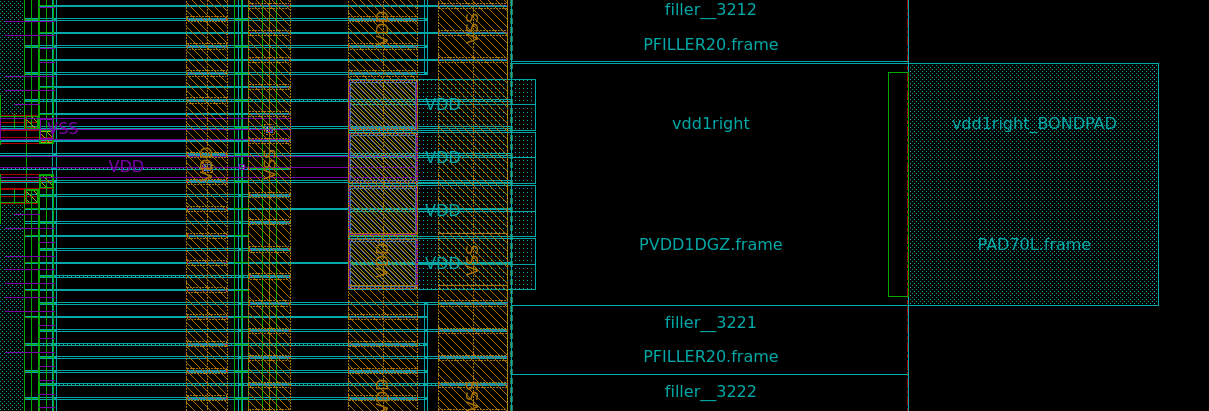 filler__3212
PFILLER20.frame
VDD
VSS
VDD
vdd1right
vdd1right_BONDPAD
VSS
VDD
VDD
VDD
VSS
VDD
PVDD1DGZ.frame
PAD70L.frame
VDD
VDD
VSS
filler__3221
PFILLER20.frame
filler__3222
VDD
VSS